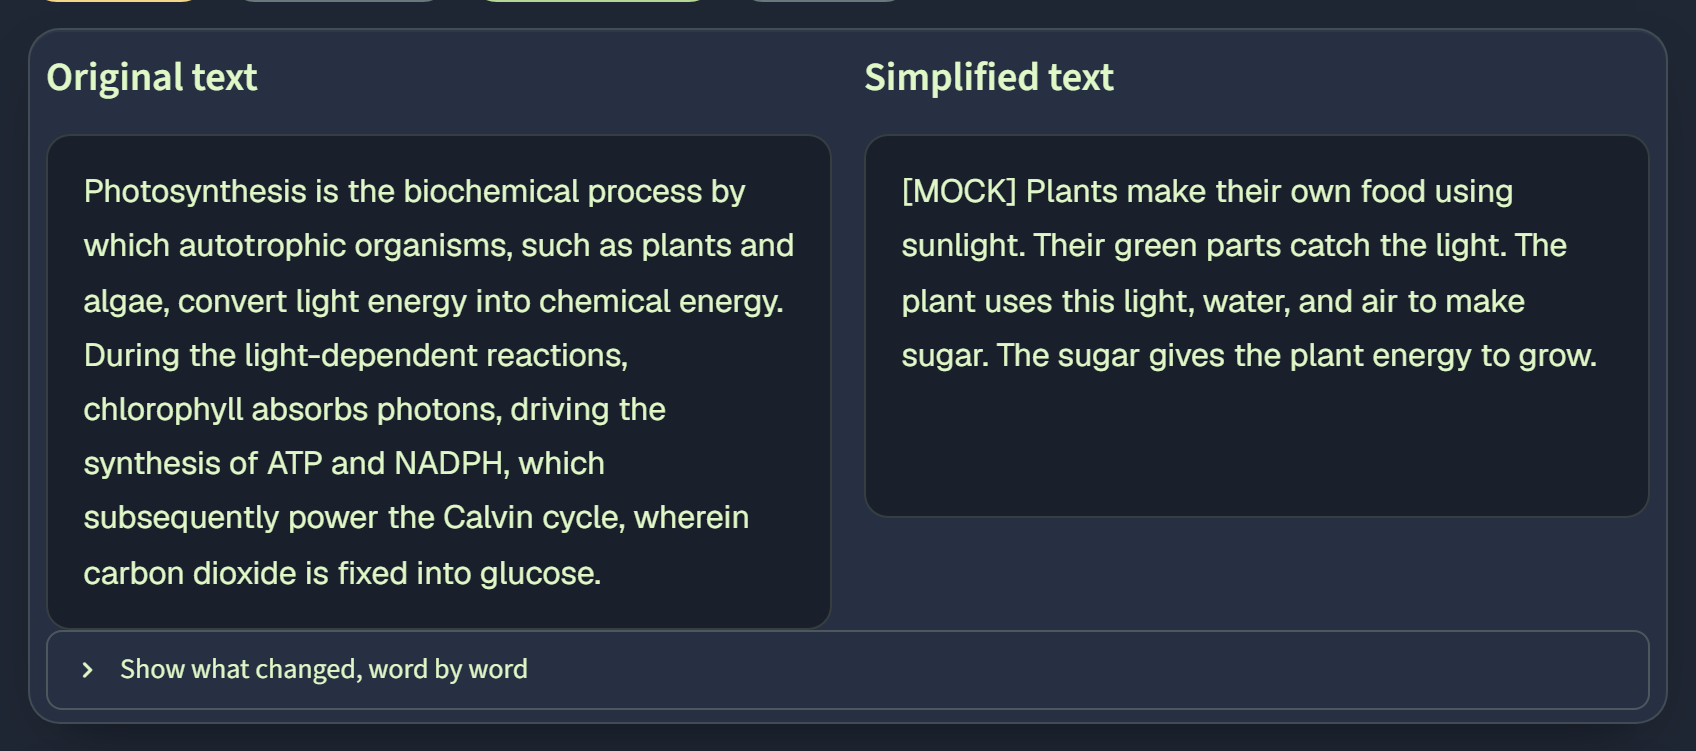 Original text
Photosynthesis is the biochemical process by
which autotrophic organisms, such as plants and
algae, convert light energy into chemical energy.
During the light-dependent reactions,
chlorophyll absorbs photons, driving the
synthesis of ATP and NADPH, which
subsequently power the Calvin cycle, wherein
carbon dioxide is fixed into glucose.
Simplified text
[MOCK] Plants make their own food using
sunlight. Their green parts catch the light. The
plant uses this light, water, and air to make
sugar. The sugar gives the plant energy to grow.
Show what changed, word by word